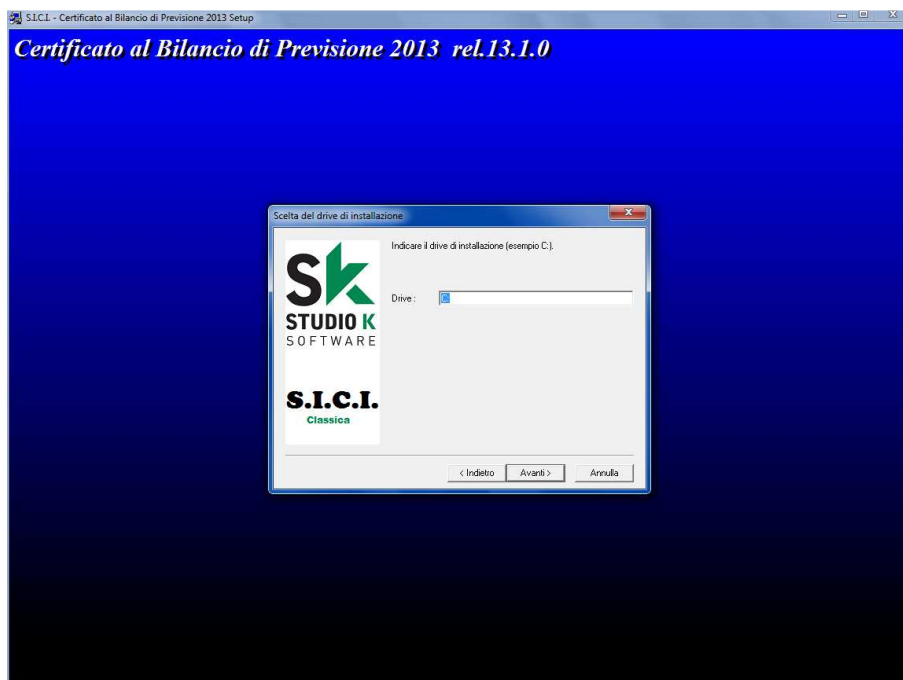 S.I.C.I. - Certificato al Bilancio di Previsione 2013 Setup
Certificato al Bilancio di Previsione 2013 rel.13.1.0
Scelta del drive di installazione
Indicare il drive di installazione (esempio C:).
Drive :
C:
Sk
STUDIO K
SOFTWARE
S.I.C.I.
Classica
< Indietro
Avanti >
Annulla